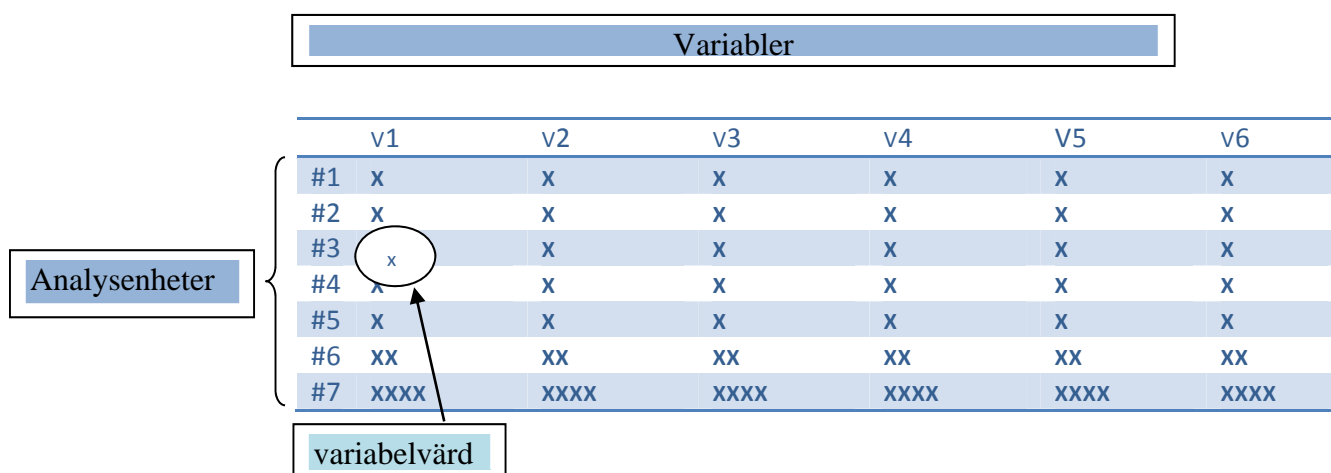 Variabler
V1 V2 V3 V4 V5 V6
#1 X X X X X X
#2 X X X X X X
#3 x X X X X X
Analysenheter
#4 X X X X X X
#5 X X X X X X
#6 XX XX XX XX XX XX
#7 XXXX XXXX XXXX XXXX XXXX XXXX
variabelvärd